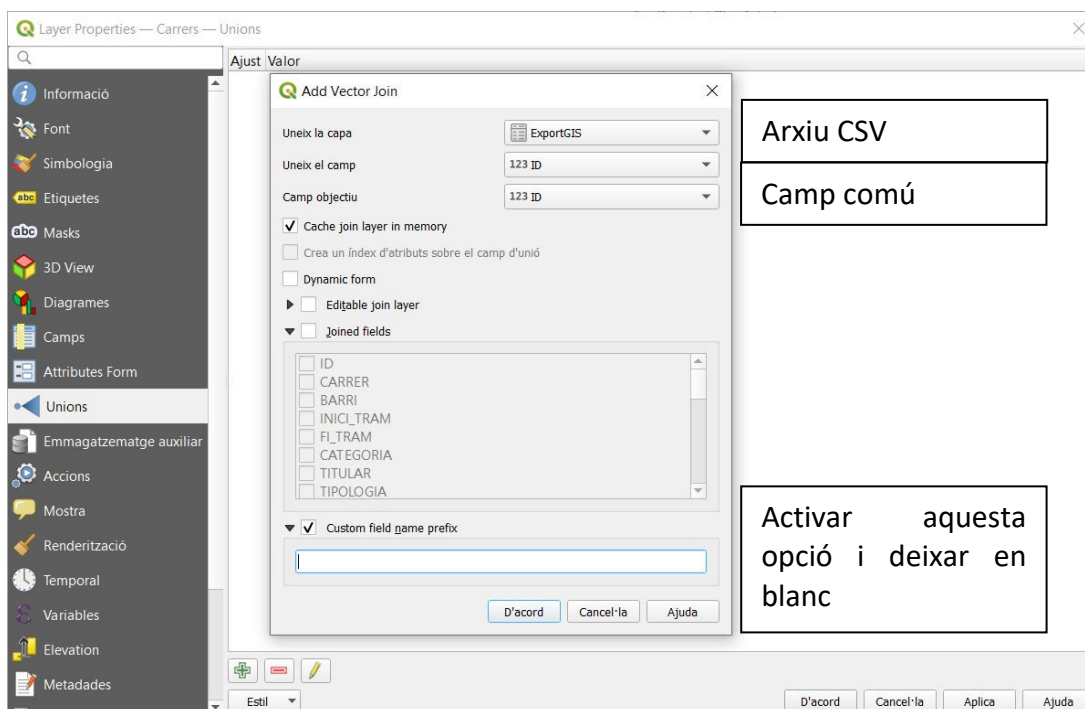 Layer Properties — Carrers — Unions
Informació
Font
Simbologia
abc Etiquetes
abc Masks
3D View
Diagrames
Camps
Attributes Form
Unions
Emmagatzematge auxiliar
Accions
Mostra
Renderització
Temporal
Variables
Elevation
Metadades
Ajust Valor
Add Vector Join
Uneix la capa ExportGIS
Uneix el camp 123 ID
Camp objectiu 123 ID
Cache join layer in memory
Crea un índex d'atributs sobre el camp d'unió
Dynamic form
Editable join layer
Joined fields
ID
CARRER
BARRI
INICI_TRAM
FI_TRAM
CATEGORIA
TITULAR
TIPOLOGIA
Custom field name prefix
D'acord Cancel·la Ajuda
Arxiu CSV
Camp comú
Activar aquesta
opció i deixar en
blanc
Estil D'acord Cancel·la Aplica Ajuda